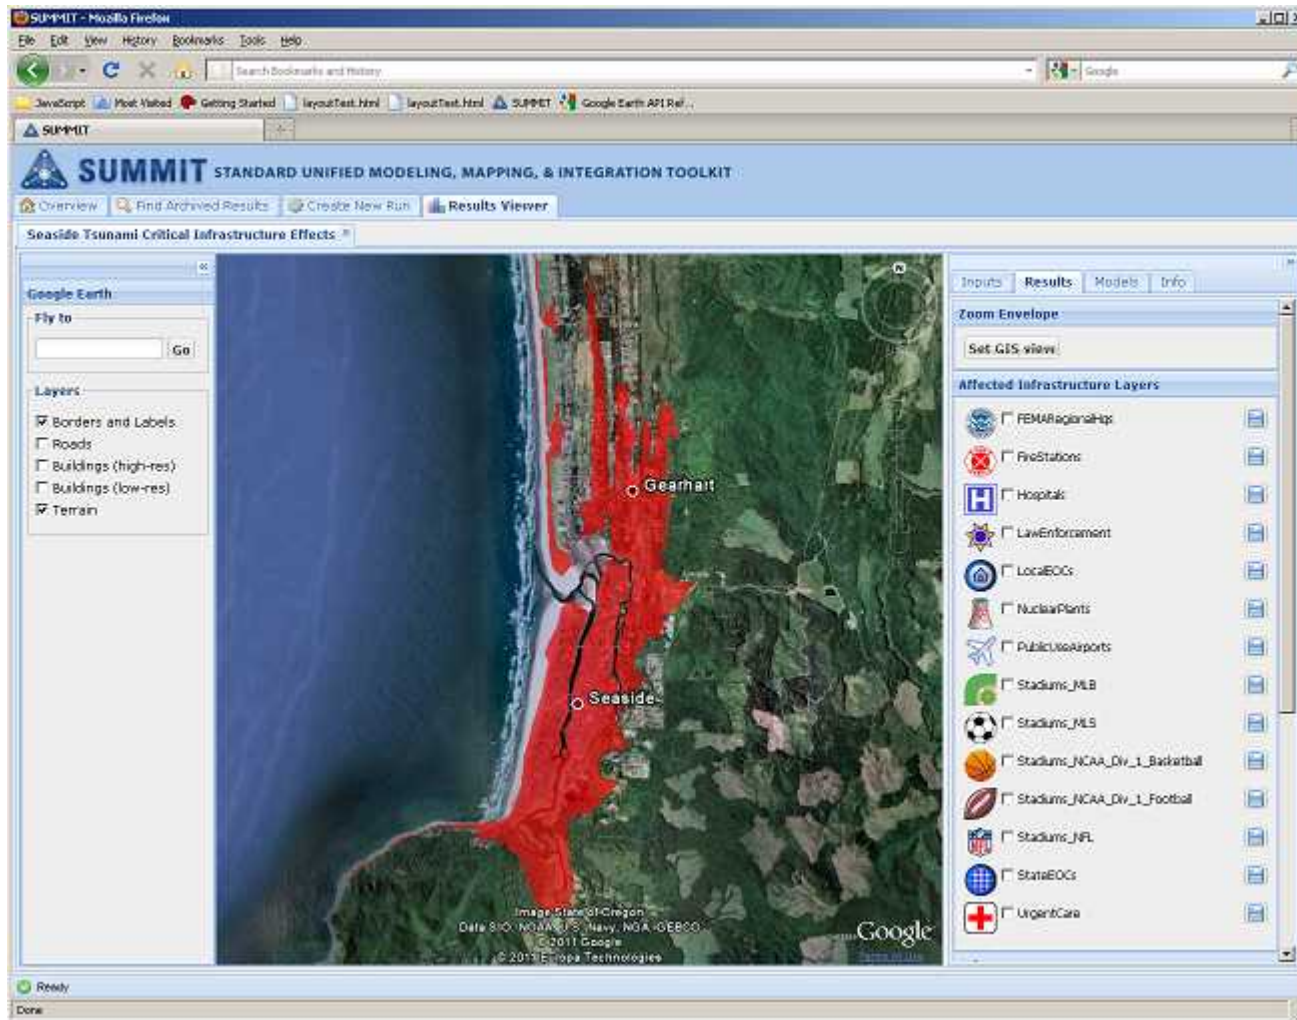 SUMMIT - Mozilla Firefox
File Edit View History Bookmarks Tools Help
Search Bookmarks and History
Google
JavaScript Most Visited Getting Started layoutTest.html layoutTest.html SUMMIT Google Earth API Ref...
SUMMIT
SUMMIT STANDARD UNIFIED MODELING, MAPPING, & INTEGRATION TOOLKIT
Overview Find Archived Results Create New Run Results Viewer
Seaside Tsunami Critical Infrastructure Effects
Google Earth
Fly to
Go
Layers
Borders and Labels
Roads
Buildings (high-res)
Buildings (low-res)
Terrain
N
Gearhart
Seaside
Image State of Oregon
Data SIO, NOAA, U.S. Navy, NGA, GEBCO
© 2011 Google
© 2011 Europa Technologies
Google
Terms of Use
Inputs Results Models Info
Zoom Envelope
Set GIS view
Affected Infrastructure Layers
FEMARegionalHqs
FireStations
H Hospitals
LawEnforcement
LocalEOCs
NuclearPlants
PublicUseAirports
Stadiums_MLB
Stadiums_MLS
Stadiums_NCAA_Div_1_Basketball
Stadiums_NCAA_Div_1_Football
NFL Stadiums_NFL
StateEOCs
UrgentCare
Ready
Done